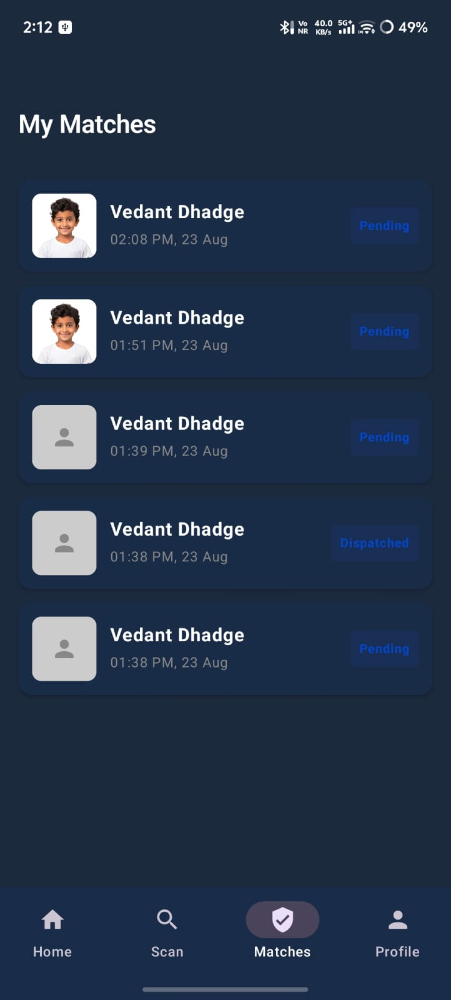 2:12 Vo NR 40.0 KB/s 5G+ 49%
My Matches
Vedant Dhadge
02:08 PM, 23 Aug
Pending
Vedant Dhadge
01:51 PM, 23 Aug
Pending
Vedant Dhadge
01:39 PM, 23 Aug
Pending
Vedant Dhadge
01:38 PM, 23 Aug
Dispatched
Vedant Dhadge
01:38 PM, 23 Aug
Pending
Home Scan Matches Profile